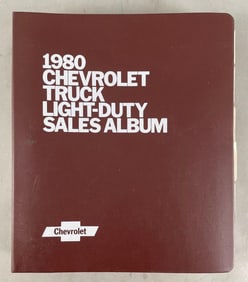 1980
CHEVROLET
TRUCK
LIGHT-DUTY
SALES ALBUM
Chevrolet